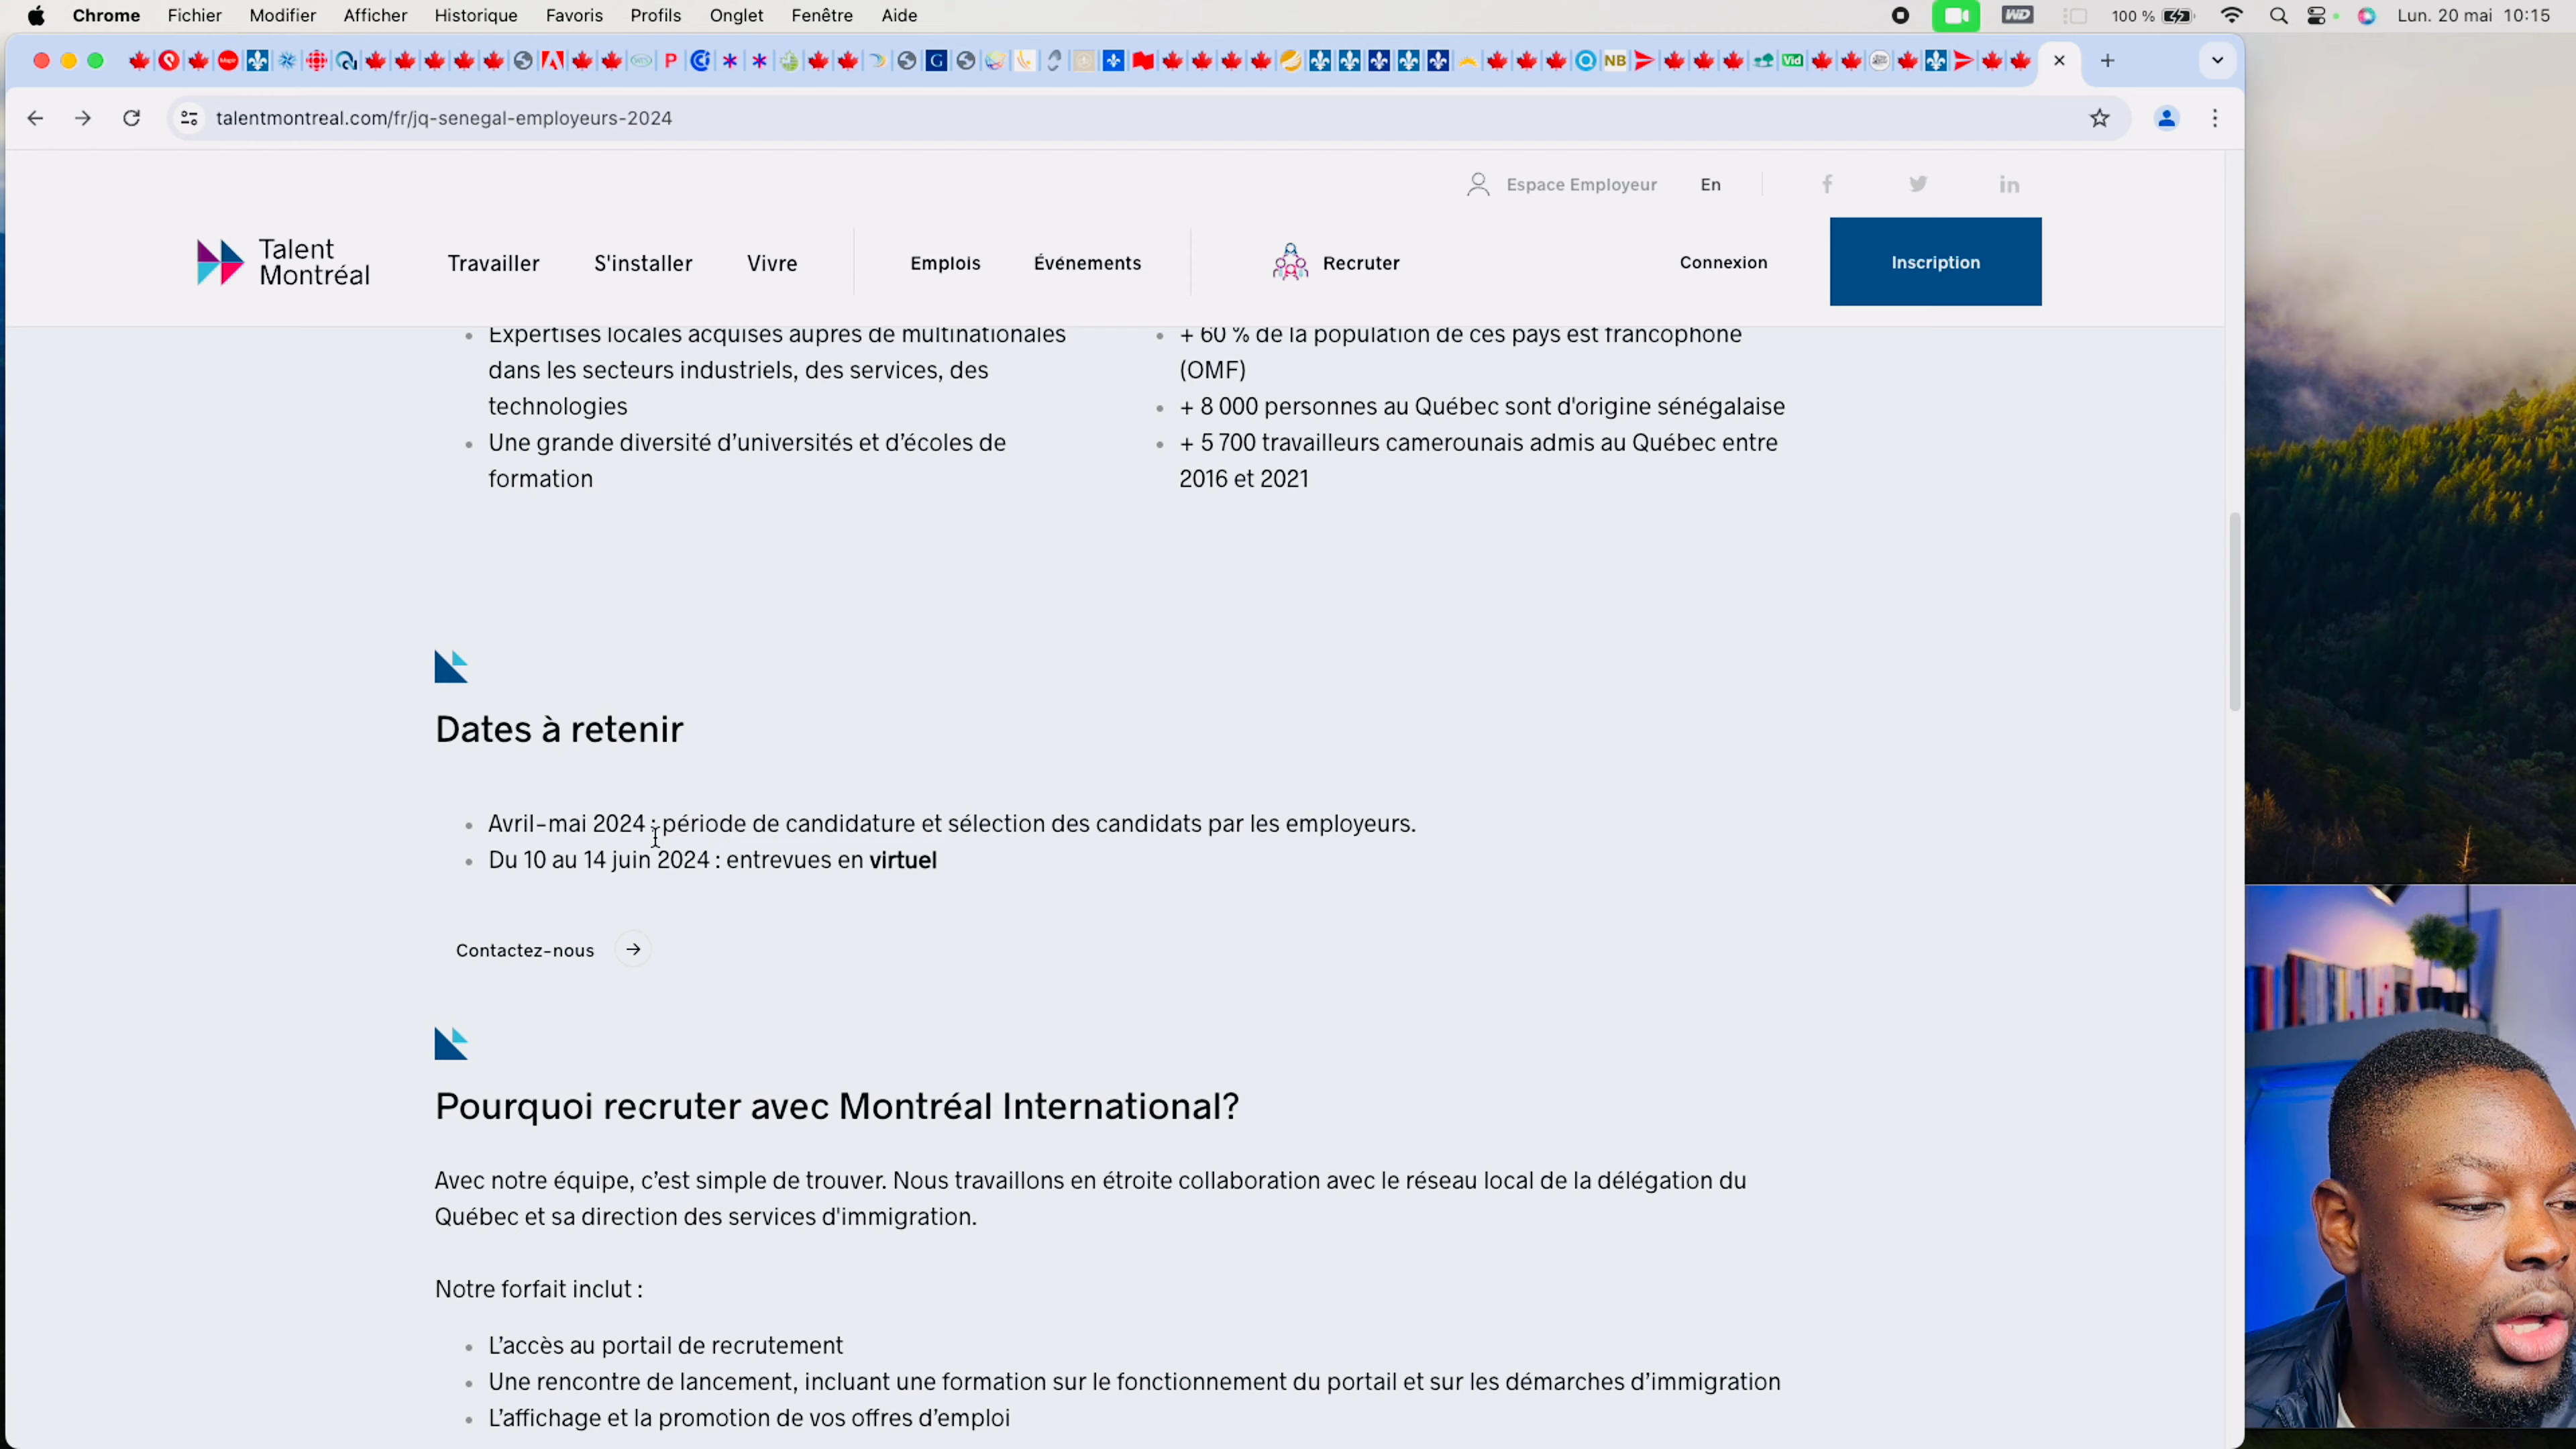 Chrome Fichier Modifier Afficher Historique Favoris Profils Onglet Fenêtre Aide
WD 100 % Lun. 20 mai 10:15
G NB Vid
talentmontreal.com/fr/jq-senegal-employeurs-2024
Espace Employeur En
Talent
Montréal
Travailler S'installer Vivre Emplois Événements Recruter Connexion Inscription
Expertises locales acquises auprès de multinationales
dans les secteurs industriels, des services, des
technologies
Une grande diversité d’universités et d’écoles de
formation
+ 60 % de la population de ces pays est francophone
(OMF)
+ 8 000 personnes au Québec sont d'origine sénégalaise
+ 5 700 travailleurs camerounais admis au Québec entre
2016 et 2021
Dates à retenir
Avril-mai 2024 : période de candidature et sélection des candidats par les employeurs.
Du 10 au 14 juin 2024 : entrevues en virtuel
Contactez-nous
Pourquoi recruter avec Montréal International?
Avec notre équipe, c’est simple de trouver. Nous travaillons en étroite collaboration avec le réseau local de la délégation du
Québec et sa direction des services d'immigration.
Notre forfait inclut :
L’accès au portail de recrutement
Une rencontre de lancement, incluant une formation sur le fonctionnement du portail et sur les démarches d’immigration
L’affichage et la promotion de vos offres d’emploi